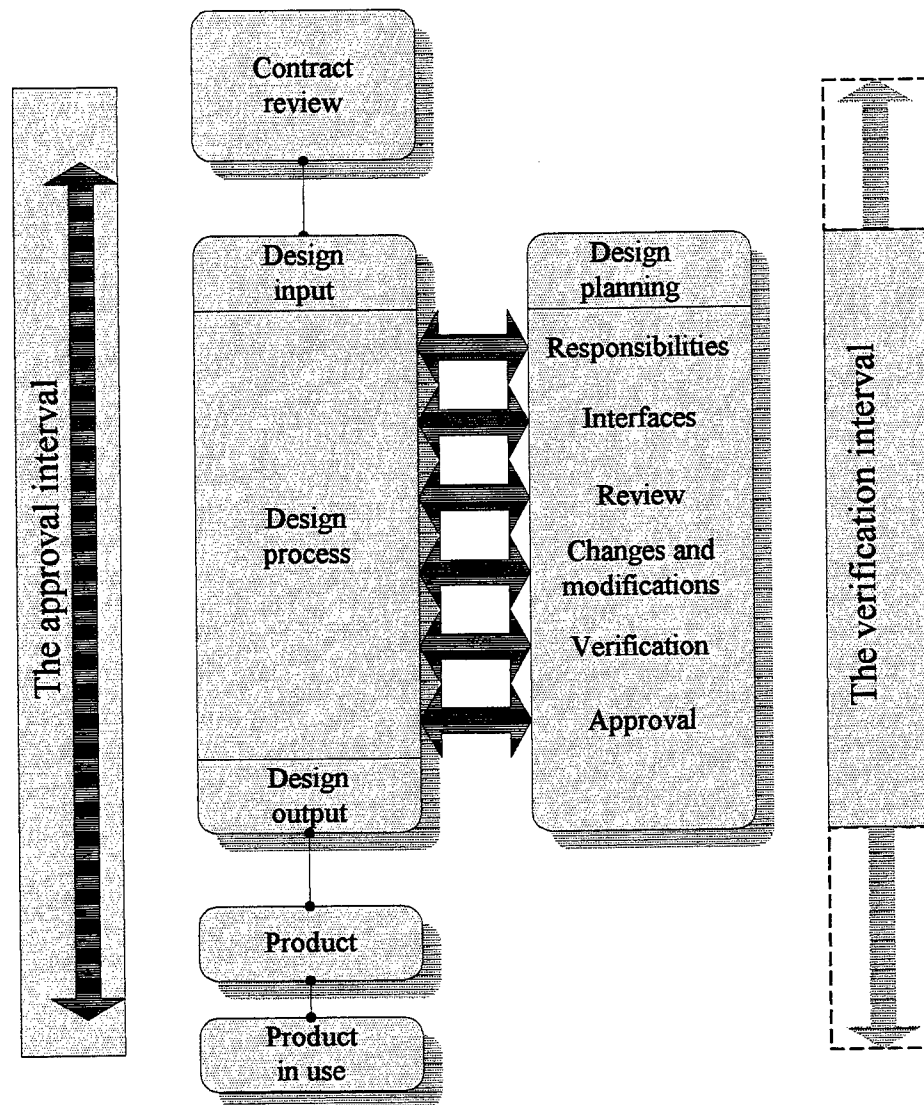 Contract
review
The approval interval
Design
input
Design
process
Design
output
Design
planning
Responsibilities
Interfaces
Review
Changes and
modifications
Verification
Approval
The verification interval
Product
Product
in use